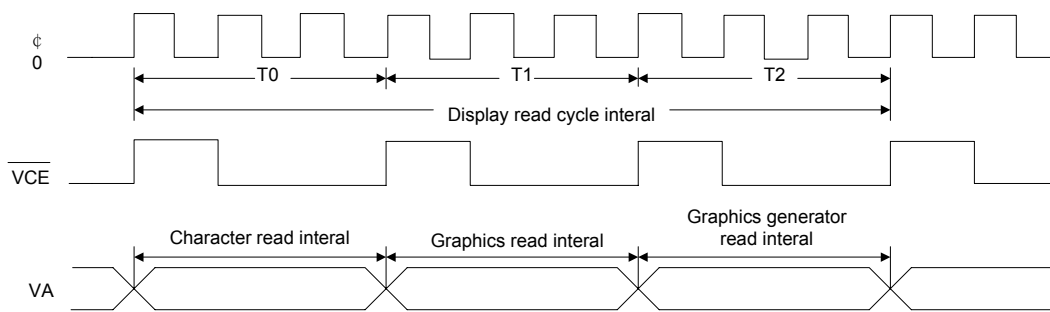 ¢
0
T0
T1
T2
Display read cycle interal
VCE
Character read interal
Graphics read interal
Graphics generator
read interal
VA